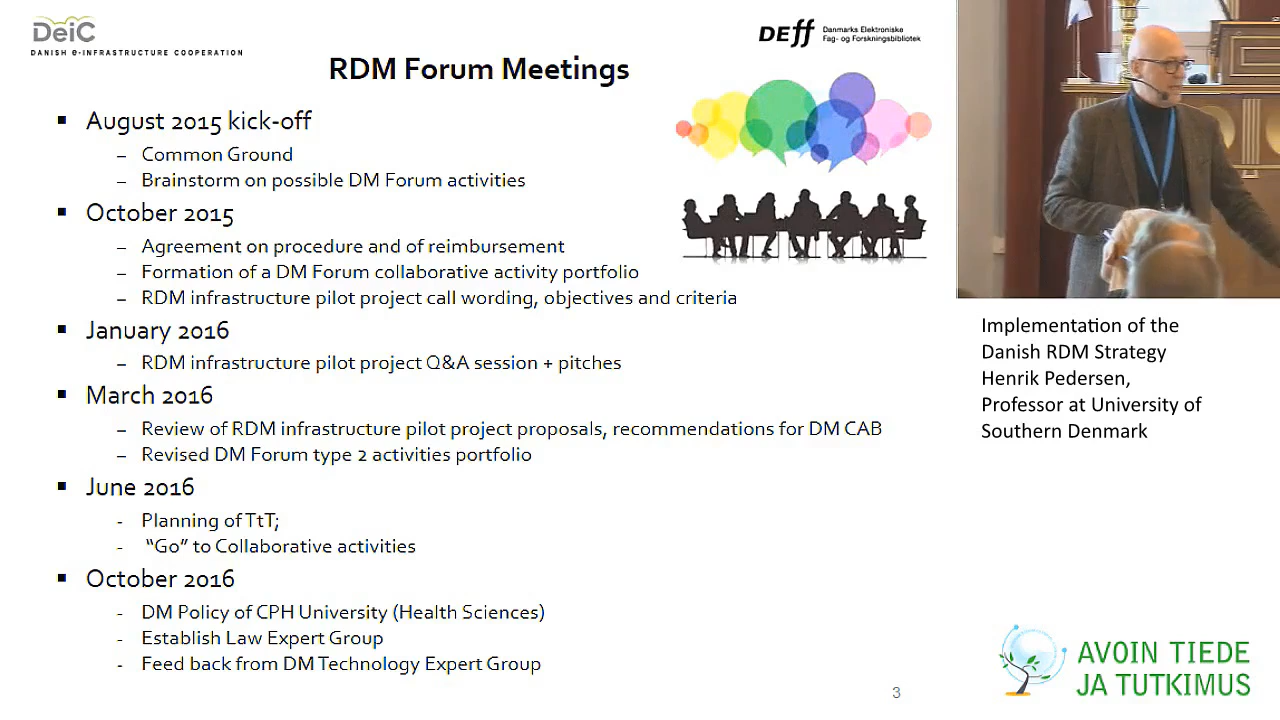 DeiC
DANISH e-INFRASTRUCTURE COOPERATION
DEff Danmarks Elektroniske
Fag- og Forskningsbibliotek
RDM Forum Meetings
▪ August 2015 kick-off
– Common Ground
– Brainstorm on possible DM Forum activities
▪ October 2015
– Agreement on procedure and of reimbursement
– Formation of a DM Forum collaborative activity portfolio
– RDM infrastructure pilot project call wording, objectives and criteria
▪ January 2016
– RDM infrastructure pilot project Q&A session + pitches
▪ March 2016
– Review of RDM infrastructure pilot project proposals, recommendations for DM CAB
– Revised DM Forum type 2 activities portfolio
▪ June 2016
- Planning of TtT;
- “Go” to Collaborative activities
▪ October 2016
- DM Policy of CPH University (Health Sciences)
- Establish Law Expert Group
- Feed back from DM Technology Expert Group
3
Implementation of the
Danish RDM Strategy
Henrik Pedersen,
Professor at University of
Southern Denmark
AVOIN TIEDE
JA TUTKIMUS